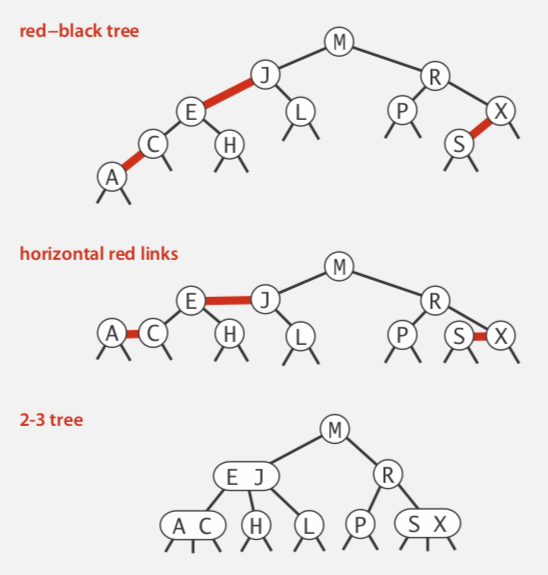 red–black tree
M
J R
E L P X
C H S
A
horizontal red links
M
E J R
A C H L P S X
2-3 tree
M
E J R
A C H L P S X